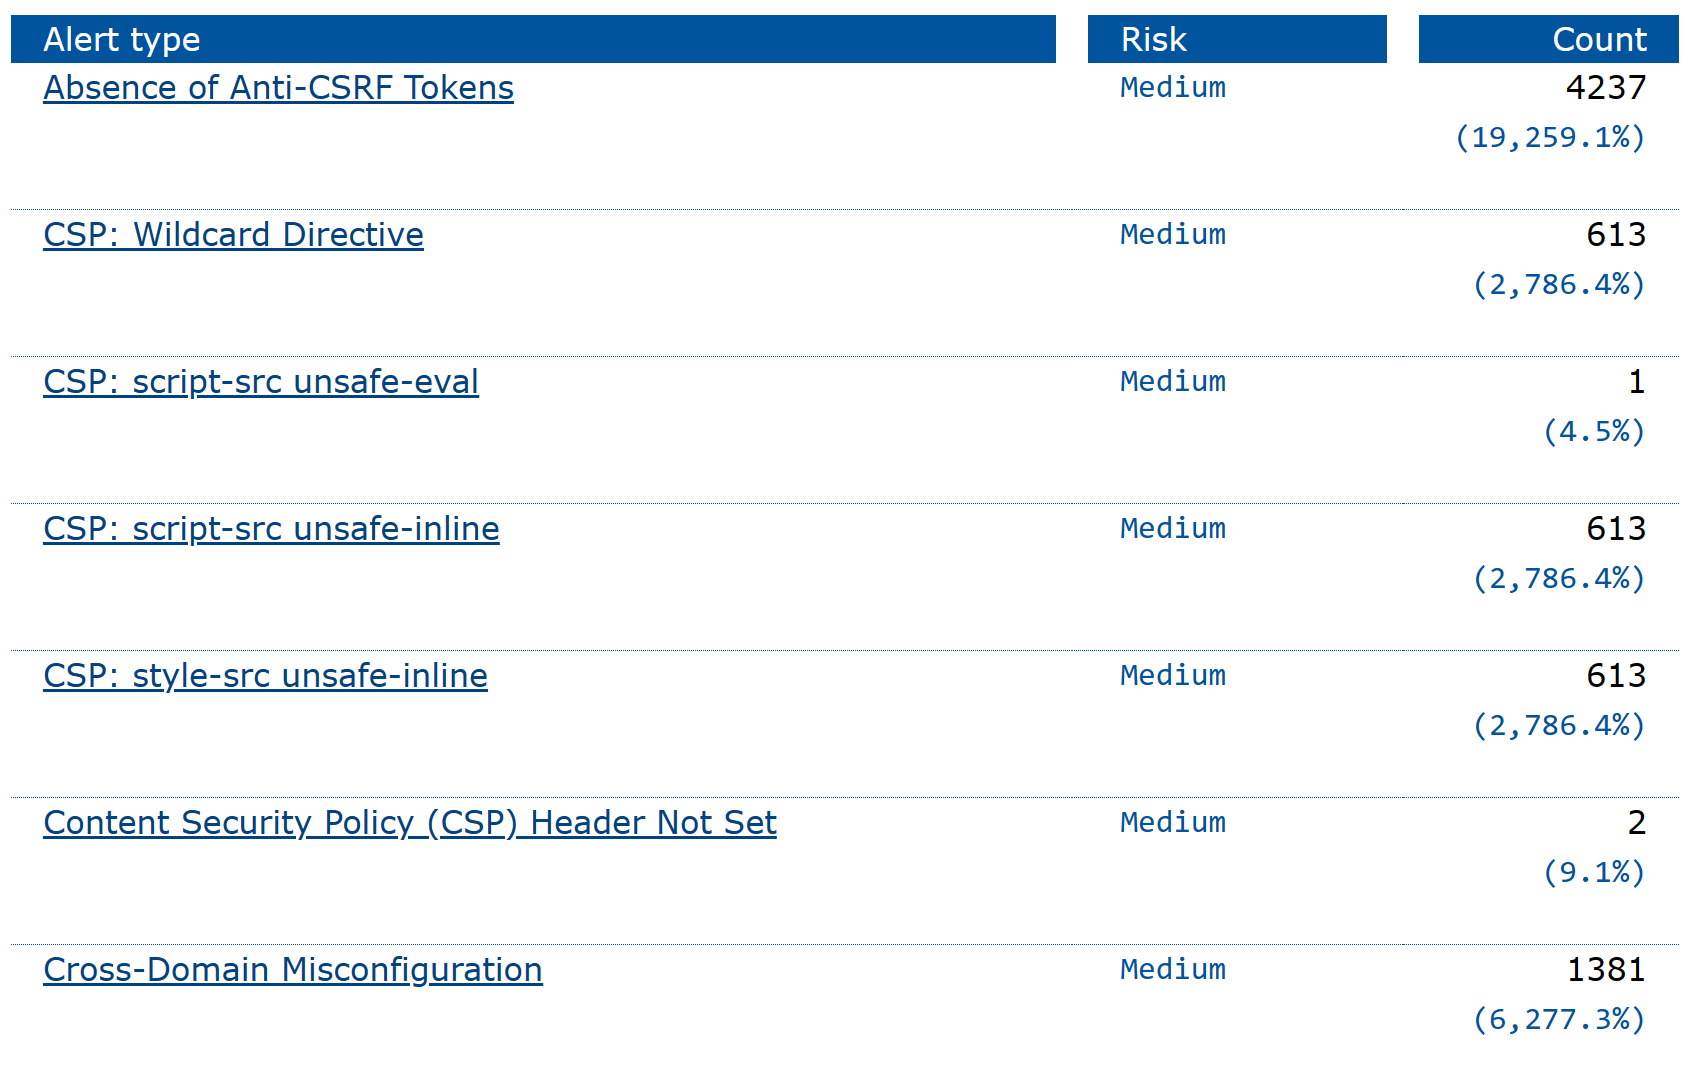 Alert type Risk Count
Absence of Anti-CSRF Tokens Medium 4237
(19,259.1%)
CSP: Wildcard Directive Medium 613
(2,786.4%)
CSP: script-src unsafe-eval Medium 1
(4.5%)
CSP: script-src unsafe-inline Medium 613
(2,786.4%)
CSP: style-src unsafe-inline Medium 613
(2,786.4%)
Content Security Policy (CSP) Header Not Set Medium 2
(9.1%)
Cross-Domain Misconfiguration Medium 1381
(6,277.3%)